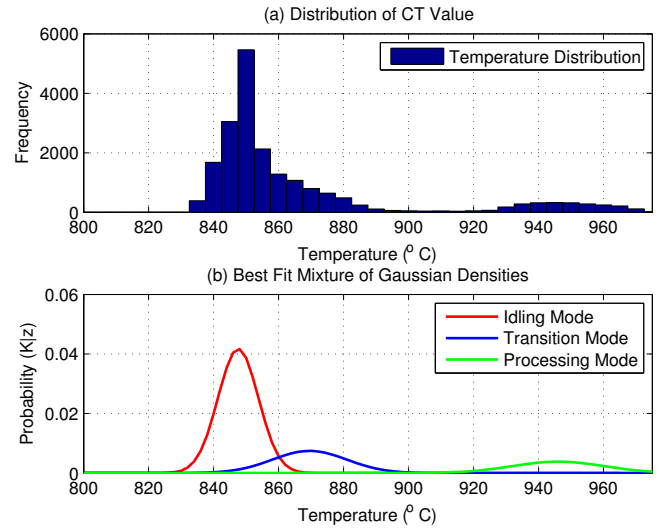 (a) Distribution of CT Value
6000
4000
2000
0
Frequency
Temperature Distribution
800 820 840 860 880 900 920 940 960
Temperature (° C)
(b) Best Fit Mixture of Gaussian Densities
0.06
0.04
0.02
0
Probability (K|z)
Idling Mode
Transition Mode
Processing Mode
800 820 840 860 880 900 920 940 960
Temperature (° C)